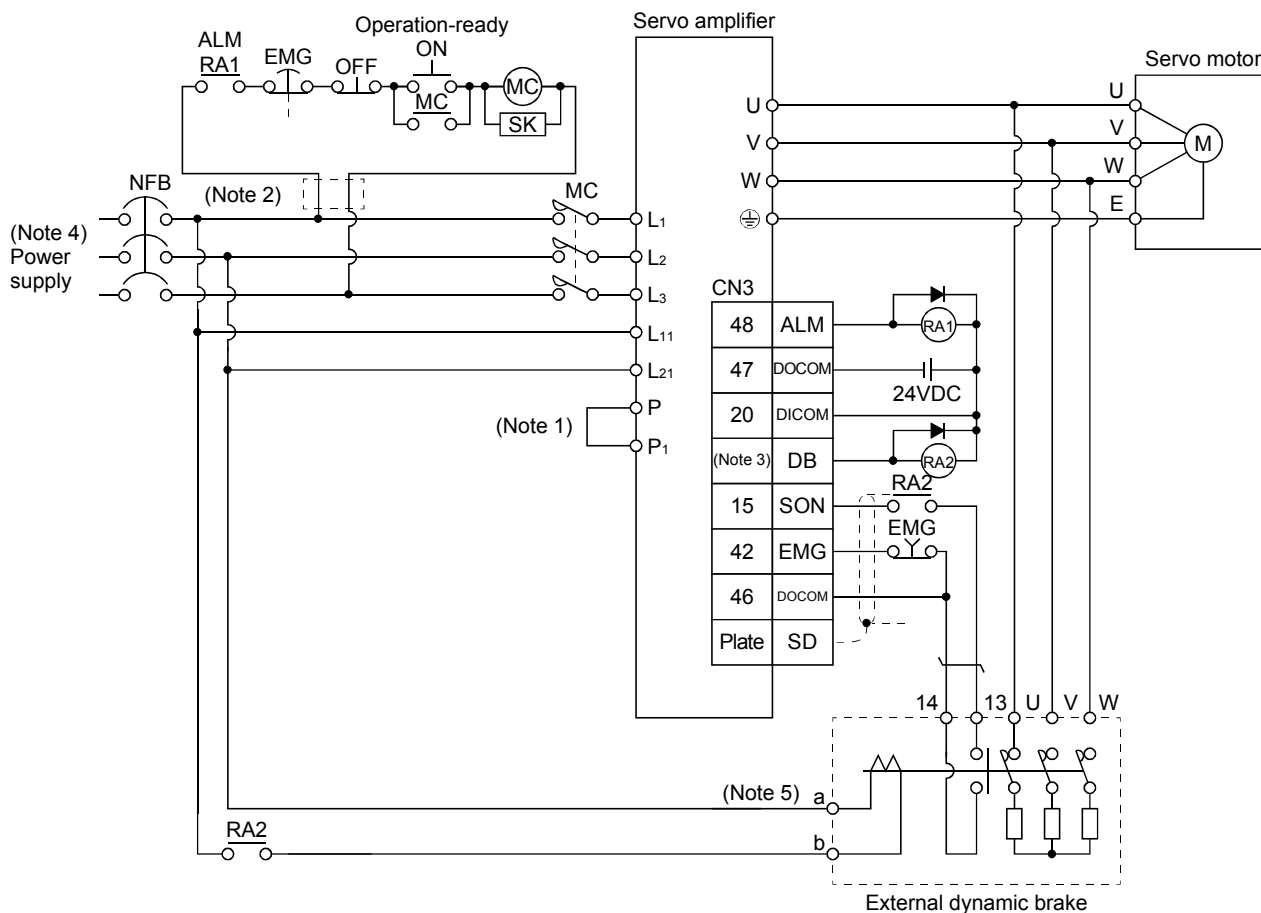 Servo amplifier
Operation-ready
ON
ALM
RA1
EMG
OFF
MC
MC
SK
Servo motor
U
V
W
U
V
W
E
M
NFB
(Note 2)
MC
(Note 4)
Power
supply
L1
L2
L3
L11
L21
P
P1
(Note 1)
CN3
48 ALM
47 DOCOM
20 DICOM
(Note 3) DB
15 SON
42 EMG
46 DOCOM
Plate SD
RA1
24VDC
RA2
RA2
EMG
14 13 U V W
(Note 5) a
b
RA2
External dynamic brake